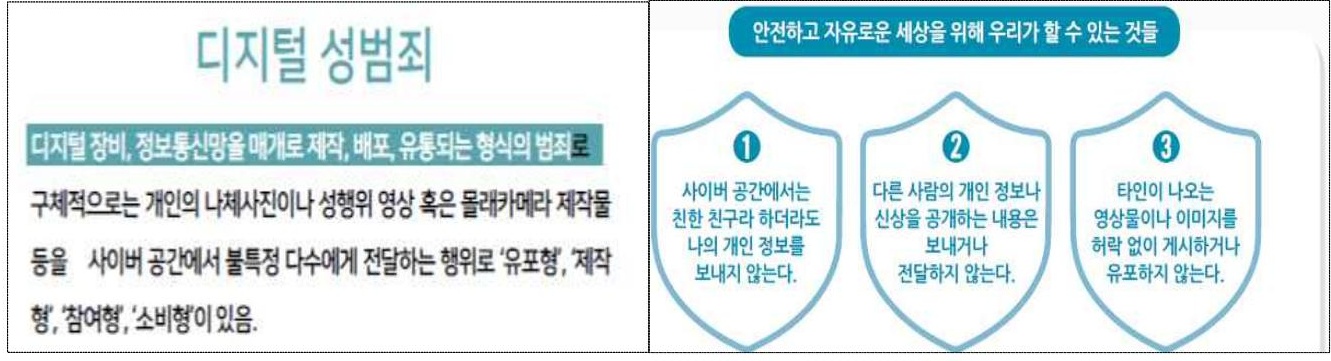 디지털 성범죄
디지털 장비, 정보통신망을 매개로 제작, 배포, 유통되는 형식의 범죄로
구체적으로는 개인의 나체사진이나 성행위 영상 혹은 몰래카메라 제작물
등을 사이버 공간에서 불특정 다수에게 전달하는 행위로 '유포형', '제작
형', '참여형', '소비형'이 있음.
안전하고 자유로운 세상을 위해 우리가 할 수 있는 것들
1
사이버 공간에서는
친한 친구라 하더라도
나의 개인 정보를
보내지 않는다.
2
다른 사람의 개인 정보나
신상을 공개하는 내용은
보내거나
전달하지 않는다.
3
타인이 나오는
영상물이나 이미지를
허락 없이 게시하거나
유포하지 않는다.